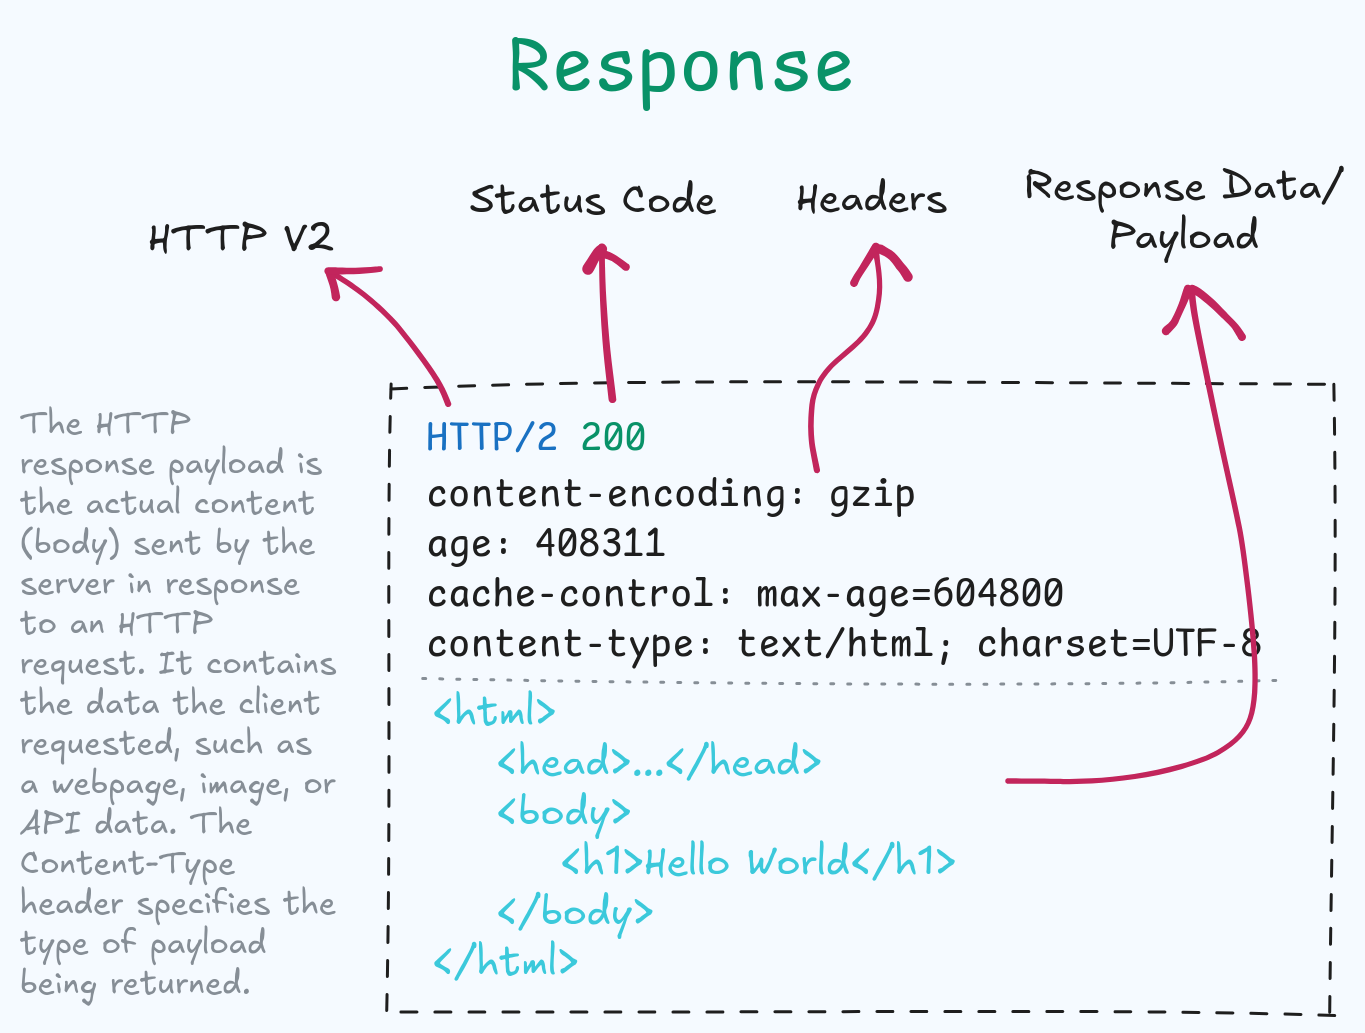 Response
HTTP V2
Status Code
Headers
Response Data/
Payload
The HTTP
response payload is
the actual content
(body) sent by the
server in response
to an HTTP
request. It contains
the data the client
requested, such as
a webpage, image, or
API data. The
Content-Type
header specifies the
type of payload
being returned.
HTTP/2 200
content-encoding: gzip
age: 408311
cache-control: max-age=604800
content-type: text/html; charset=UTF-8
<html>
<head>...</head>
<body>
<h1>Hello World</h1>
</body>
</html>